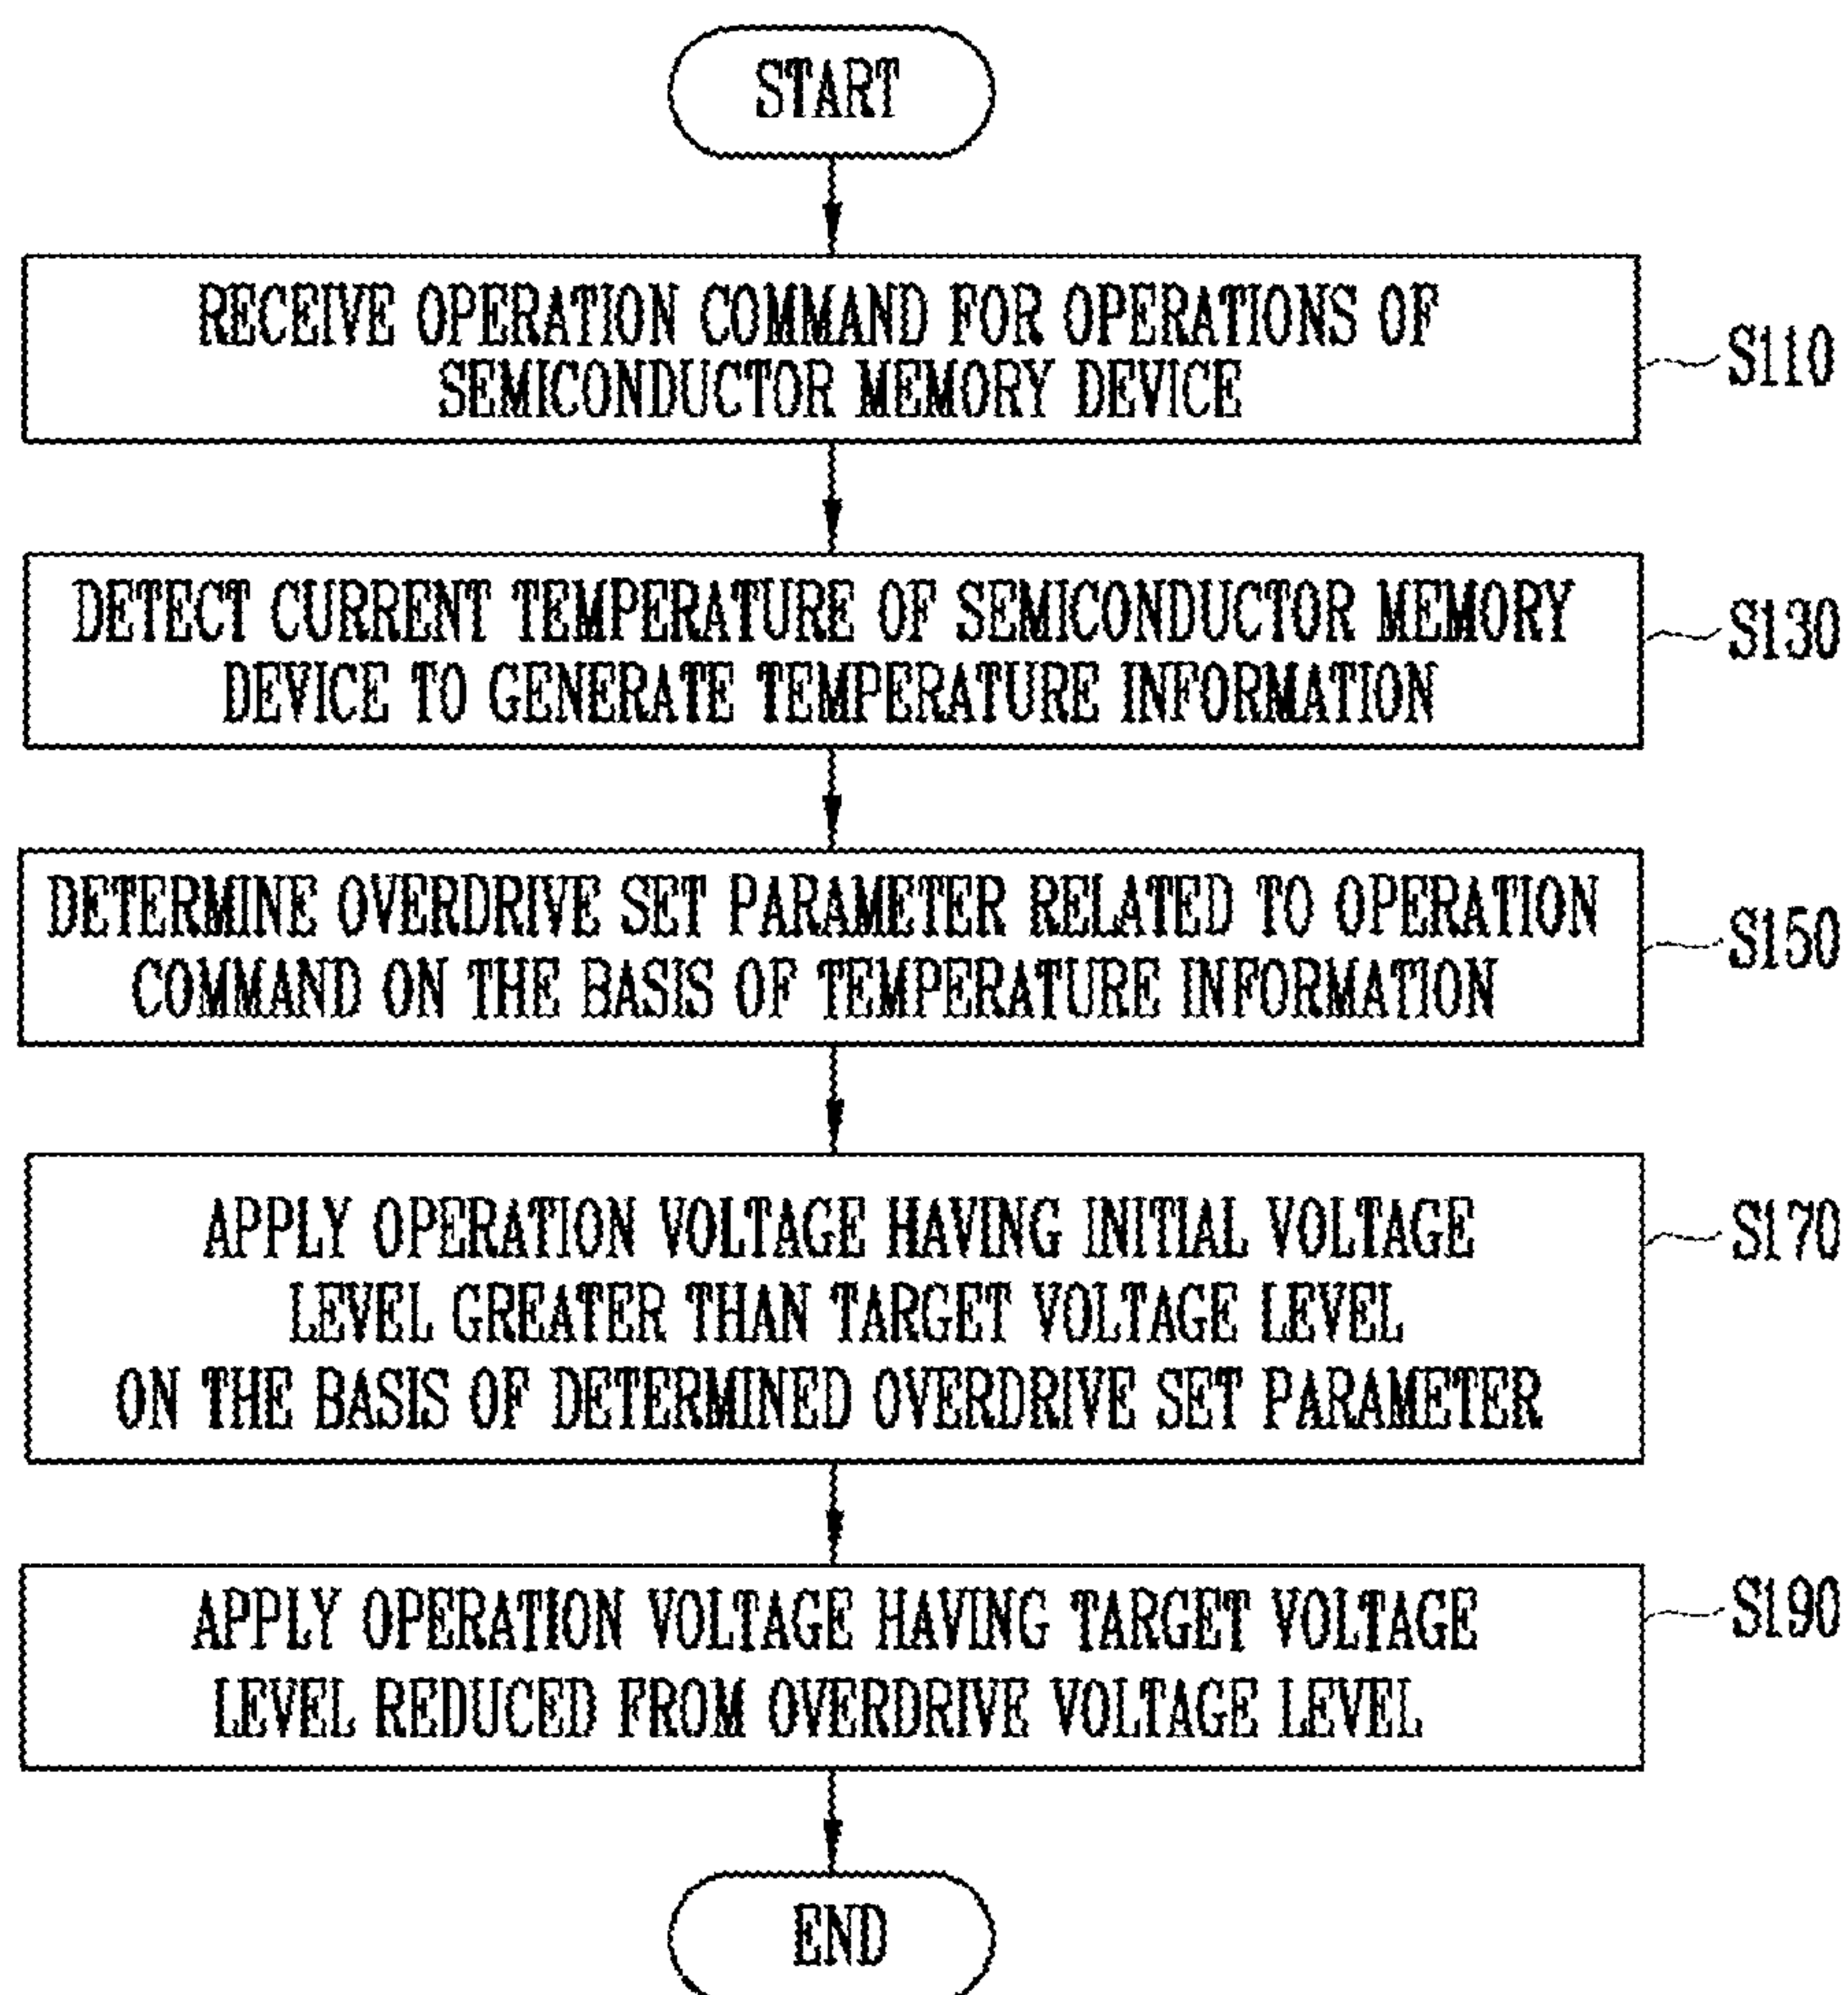 START
RECEIVE OPERATION COMMAND FOR OPERATIONS OF
SEMICONDUCTOR MEMORY DEVICE
S110
DETECT CURRENT TEMPERATURE OF SEMICONDUCTOR MEMORY
DEVICE TO GENERATE TEMPERATURE INFORMATION
S130
DETERMINE OVERDRIVE SET PARAMETER RELATED TO OPERATION
COMMAND ON THE BASIS OF TEMPERATURE INFORMATION
S150
APPLY OPERATION VOLTAGE HAVING INITIAL VOLTAGE
LEVEL GREATER THAN TARGET VOLTAGE LEVEL
ON THE BASIS OF DETERMINED OVERDRIVE SET PARAMETER
S170
APPLY OPERATION VOLTAGE HAVING TARGET VOLTAGE
LEVEL REDUCED FROM OVERDRIVE VOLTAGE LEVEL
S190
END